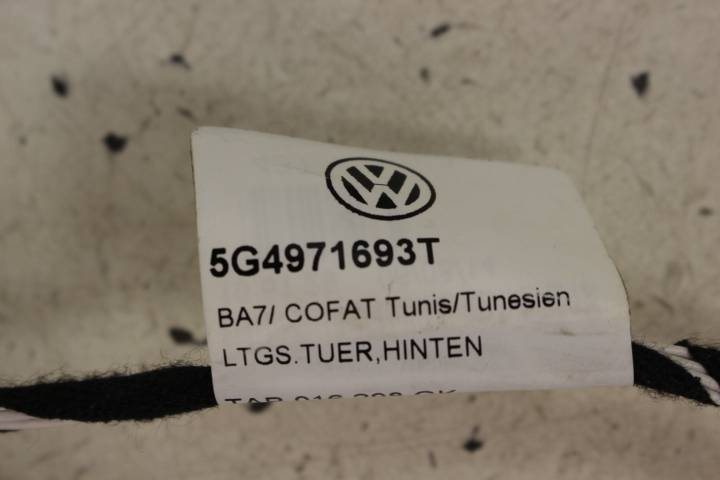 5G4971693T
BA7/ COFAT Tunis/Tunesien
LTGS.TUER,HINTEN